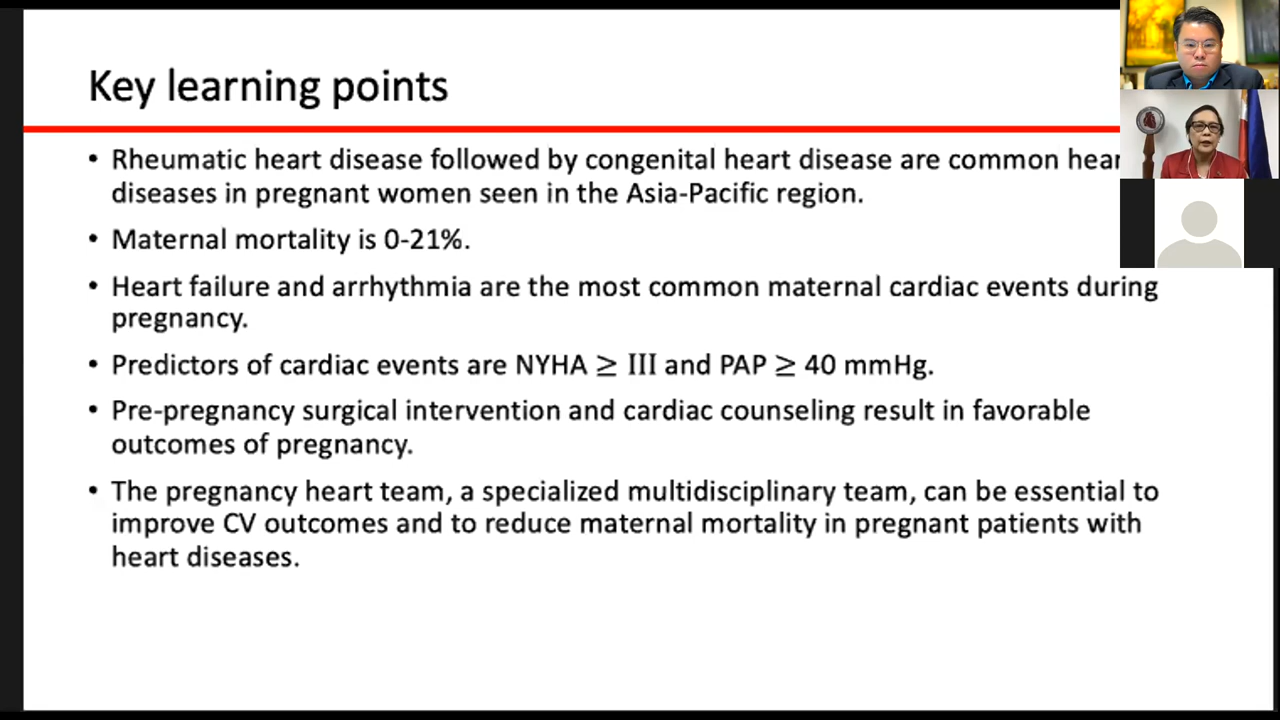 Key learning points
• Rheumatic heart disease followed by congenital heart disease are common hear
diseases in pregnant women seen in the Asia-Pacific region.
• Maternal mortality is 0-21%.
• Heart failure and arrhythmia are the most common maternal cardiac events during
pregnancy.
• Predictors of cardiac events are NYHA ≥ III and PAP ≥ 40 mmHg.
• Pre-pregnancy surgical intervention and cardiac counseling result in favorable
outcomes of pregnancy.
• The pregnancy heart team, a specialized multidisciplinary team, can be essential to
improve CV outcomes and to reduce maternal mortality in pregnant patients with
heart diseases.